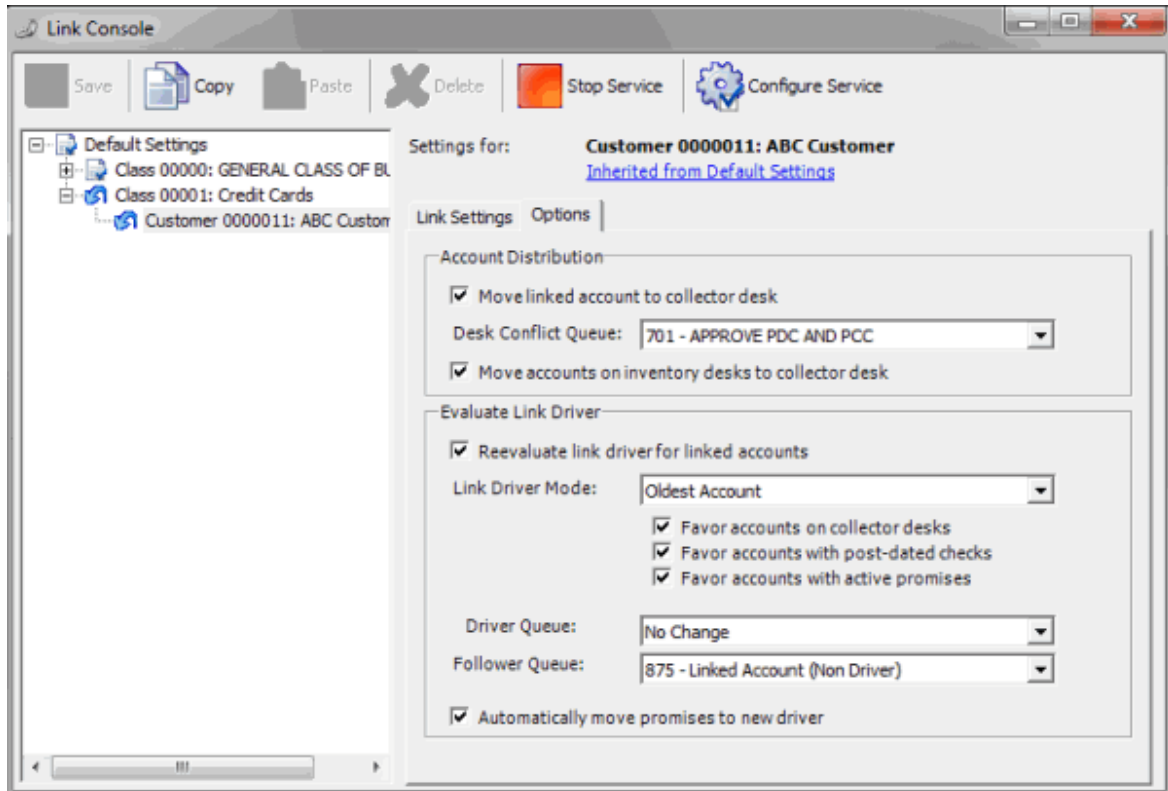 Link Console
Save Copy Paste Delete Stop Service Configure Service
Default Settings
Class 00000: GENERAL CLASS OF BU
Class 00001: Credit Cards
Customer 0000011: ABC Custom
Settings for: Customer 0000011: ABC Customer
Inherited from Default Settings
Link Settings Options
Account Distribution
Move linked account to collector desk
Desk Conflict Queue: 701 - APPROVE PDC AND PCC
Move accounts on inventory desks to collector desk
Evaluate Link Driver
Reevaluate link driver for linked accounts
Link Driver Mode: Oldest Account
Favor accounts on collector desks
Favor accounts with post-dated checks
Favor accounts with active promises
Driver Queue: No Change
Follower Queue: 875 - Linked Account (Non Driver)
Automatically move promises to new driver